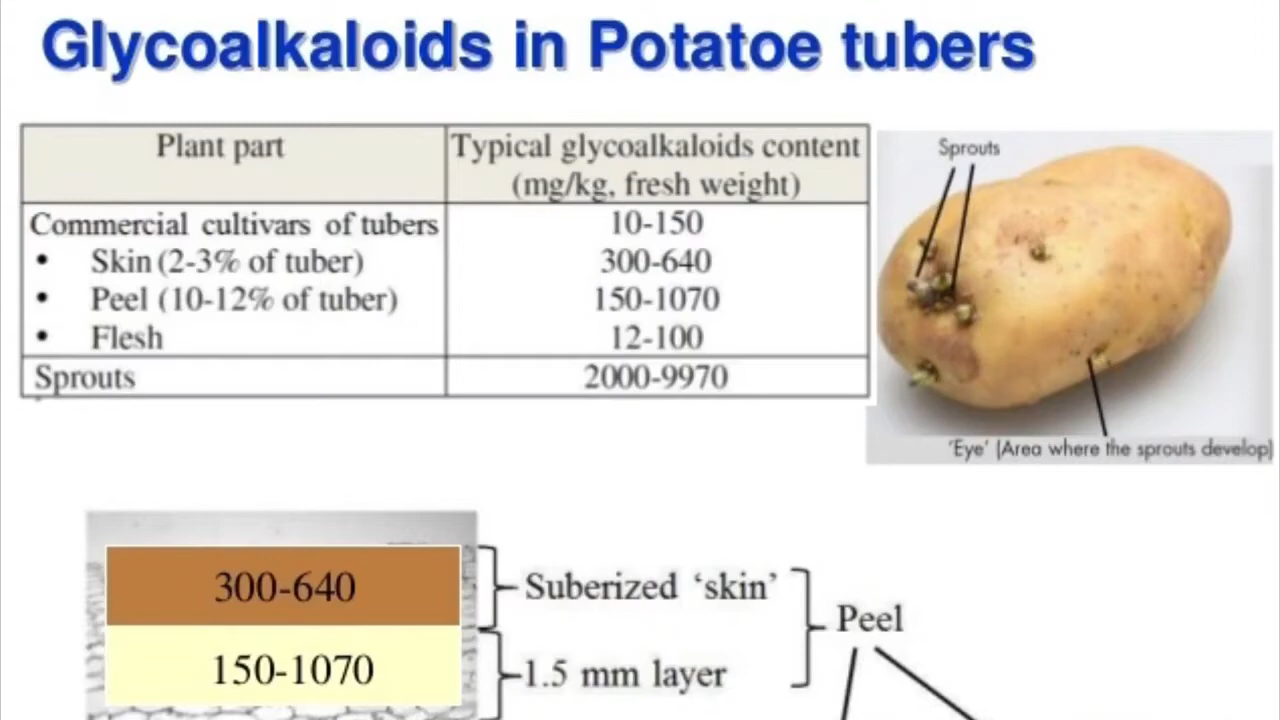 Glycoalkaloids in Potatoe tubers
Plant part
Typical glycoalkaloids content
(mg/kg, fresh weight)
Commercial cultivars of tubers
10-150
• Skin (2-3% of tuber)
300-640
• Peel (10-12% of tuber)
150-1070
• Flesh
12-100
Sprouts
2000-9970
Sprouts
'Eye' (Area where the sprouts develop)
300-640
Suberized ‘skin’
Peel
150-1070
1.5 mm layer